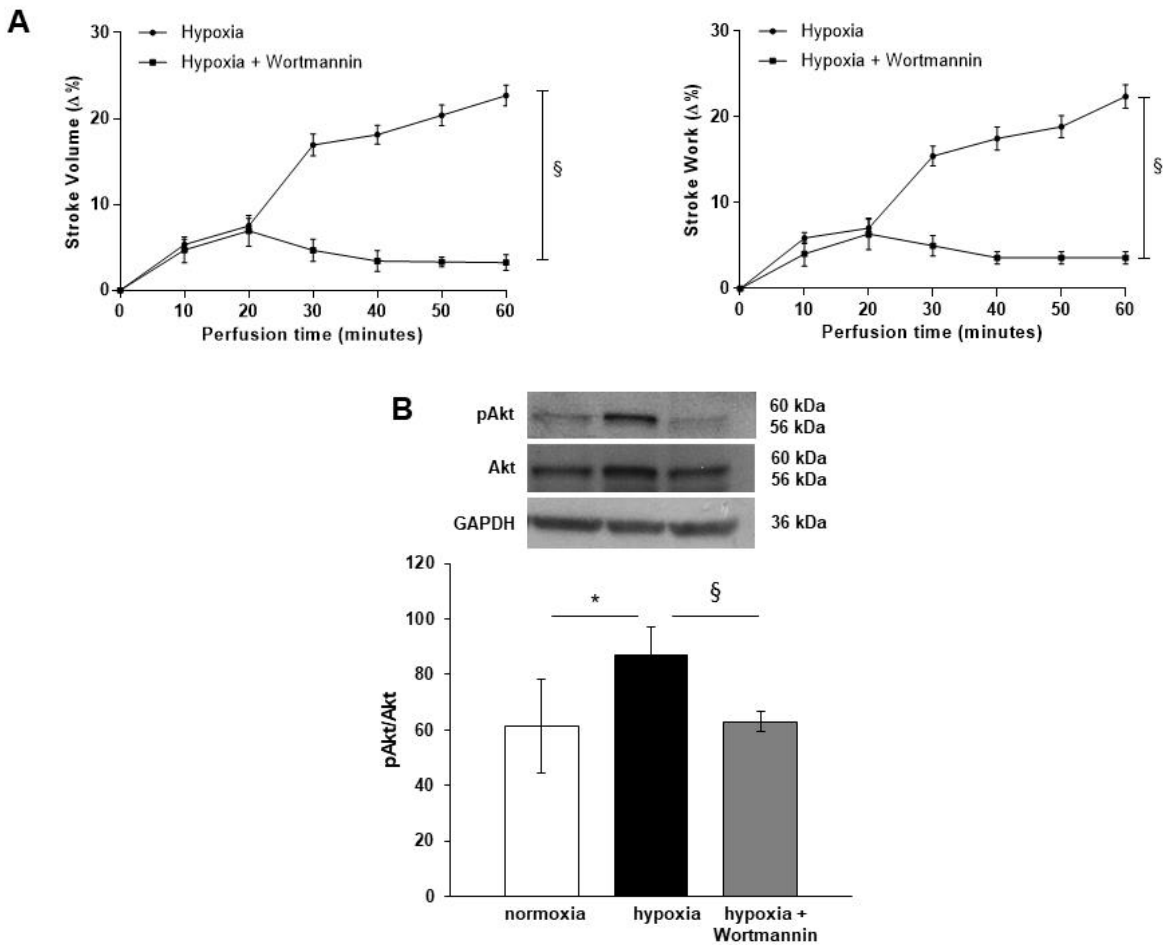 A
30
20
10
0
Stroke Volume (Δ %)
Hypoxia
Hypoxia + Wortmannin
§
0 10 20 30 40 50 60
Perfusion time (minutes)
30
20
10
0
Stroke Work (Δ %)
Hypoxia
Hypoxia + Wortmannin
§
0 10 20 30 40 50 60
Perfusion time (minutes)
B
pAkt
60 kDa
56 kDa
Akt
60 kDa
56 kDa
GAPDH
36 kDa
120
100
80
60
40
20
0
pAkt/Akt
*
§
normoxia
hypoxia
hypoxia +
Wortmannin